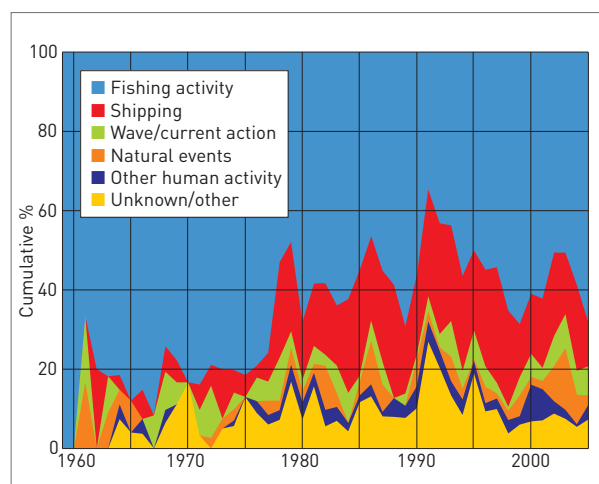 100
80
60
40
20
0
Cumulative %
Fishing activity
Shipping
Wave/current action
Natural events
Other human activity
Unknown/other
1960 1970 1980 1990 2000